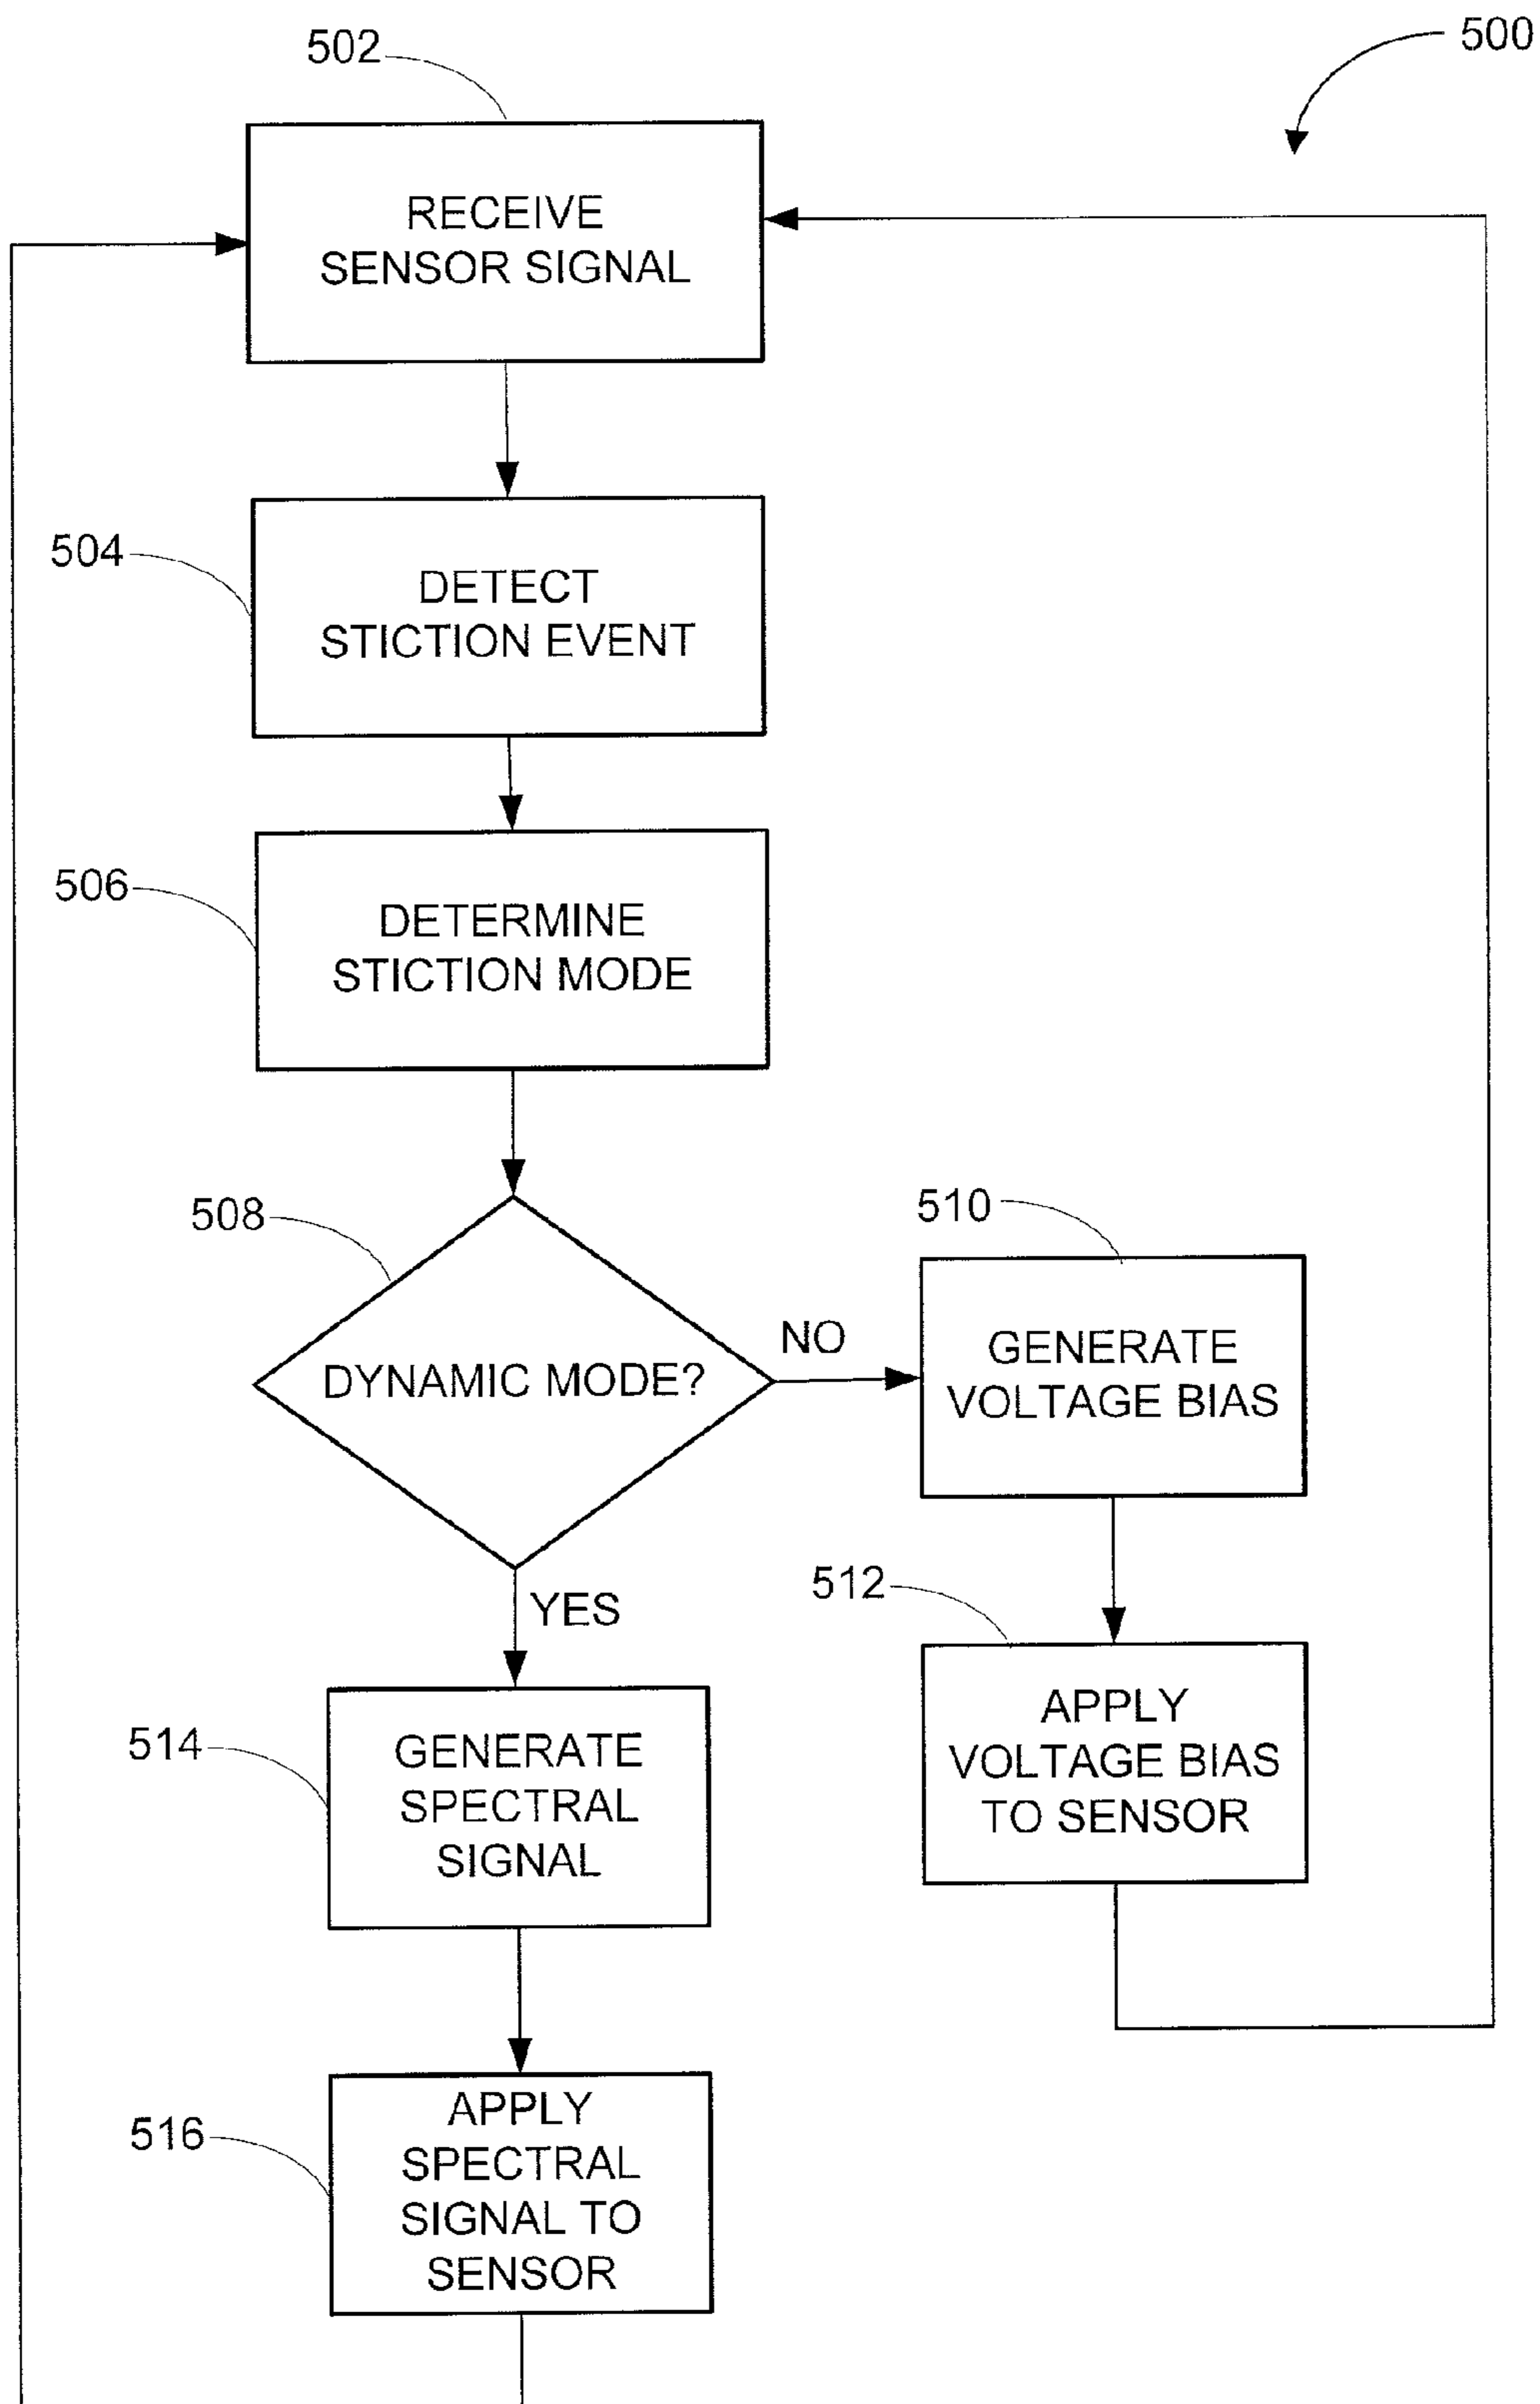 500
502
RECEIVE
SENSOR SIGNAL
504
DETECT
STICTION EVENT
506
DETERMINE
STICTION MODE
508
DYNAMIC MODE?
NO
510
GENERATE
VOLTAGE BIAS
512
APPLY
VOLTAGE BIAS
TO SENSOR
YES
514
GENERATE
SPECTRAL
SIGNAL
516
APPLY
SPECTRAL
SIGNAL TO
SENSOR